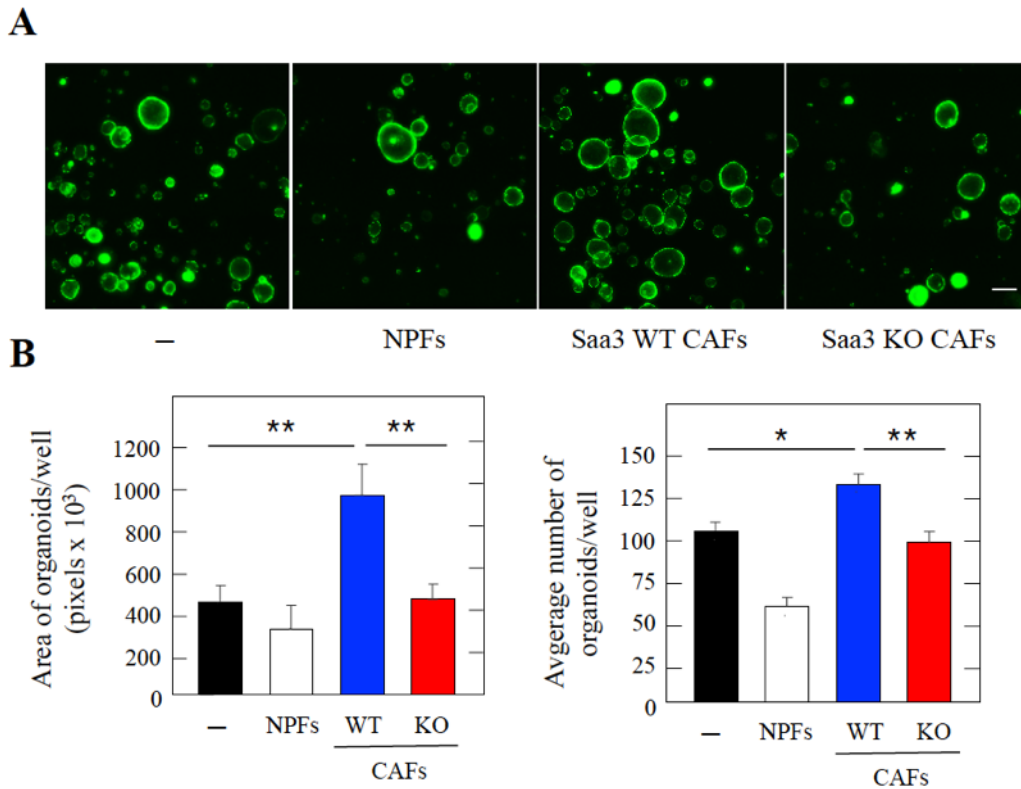 A
–
NPFs
Saa3 WT CAFs
Saa3 KO CAFs
B
Area of organoids/well
(pixels x 10³)
1200
1000
800
600
400
200
0
**
**
–
NPFs
WT
KO
CAFs
Avgerage number of
organoids/well
150
125
100
75
50
25
0
*
**
–
NPFs
WT
KO
CAFs